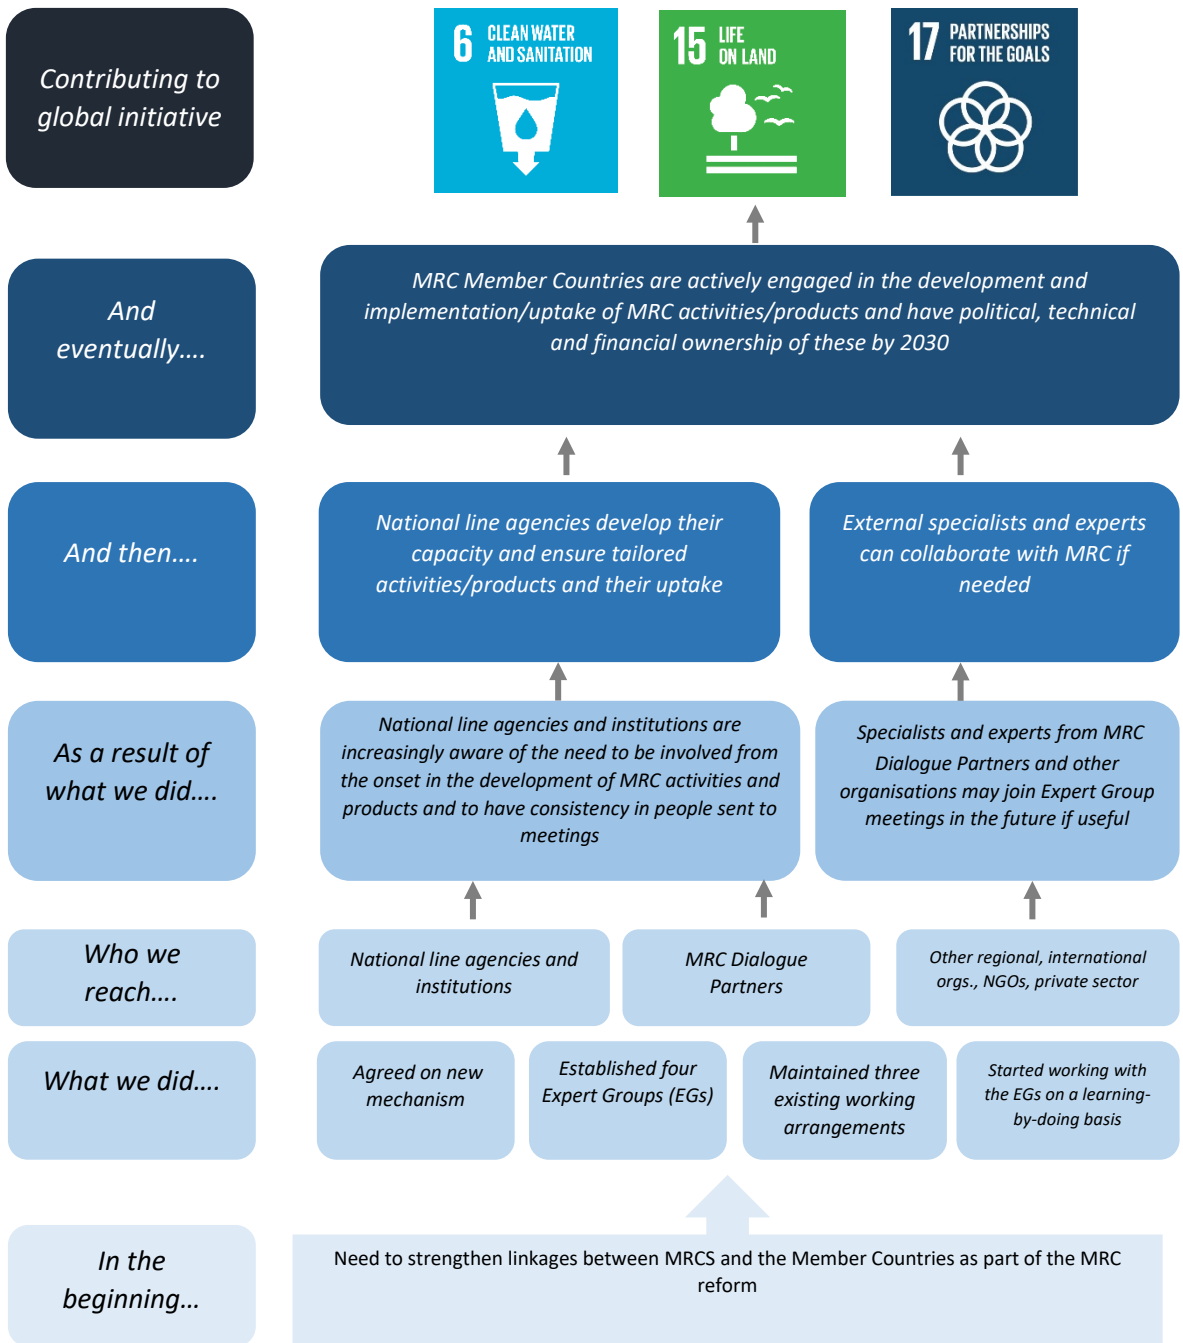 Contributing to
global initiative
6 CLEAN WATER
AND SANITATION
15 LIFE
ON LAND
17 PARTNERSHIPS
FOR THE GOALS
And
eventually….
MRC Member Countries are actively engaged in the development and
implementation/uptake of MRC activities/products and have political, technical
and financial ownership of these by 2030
And then….
National line agencies develop their
capacity and ensure tailored
activities/products and their uptake
External specialists and experts
can collaborate with MRC if
needed
As a result of
what we did….
National line agencies and institutions are
increasingly aware of the need to be involved from
the onset in the development of MRC activities and
products and to have consistency in people sent to
meetings
Specialists and experts from MRC
Dialogue Partners and other
organisations may join Expert Group
meetings in the future if useful
Who we
reach….
National line agencies and
institutions
MRC Dialogue
Partners
Other regional, international
orgs., NGOs, private sector
What we did….
Agreed on new
mechanism
Established four
Expert Groups (EGs)
Maintained three
existing working
arrangements
Started working with
the EGs on a learning-
by-doing basis
In the
beginning…
Need to strengthen linkages between MRCS and the Member Countries as part of the MRC
reform